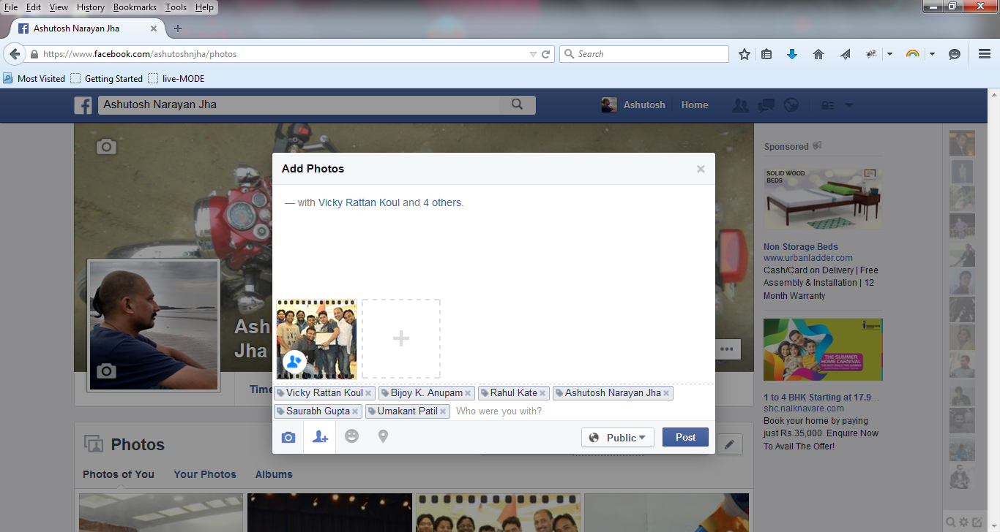 File Edit View History Bookmarks Tools Help
Ashutosh Narayan Jha
https://www.facebook.com/ashutoshnjha/photos
Search
Most Visited Getting Started live-MODE
Ashutosh Narayan Jha
Ashutosh Home
Add Photos
— with Vicky Rattan Koul and 4 others.
Ash
Jha
Time
Vicky Rattan Koul Bijoy K. Anupam Rahul Kate Ashutosh Narayan Jha
Saurabh Gupta Umakant Patil Who were you with?
Public Post
Photos
Photos of You Your Photos Albums
Sponsored
SOLID WOOD
BEDS
Non Storage Beds
www.urbanladder.com
Cash/Card on Delivery | Free
Assembly & Installation | 12
Month Warranty
THE SUMMER
HOME CARNIVAL
1 to 4 BHK Starting at 17.9...
shc.naiknavare.com
Book your home by paying
just Rs.35,000. Enquire Now
To Avail The Offer!